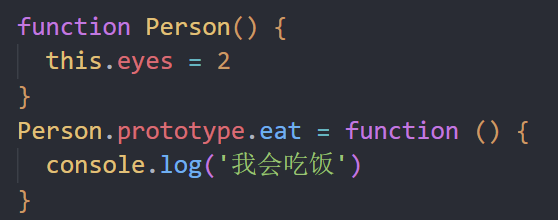 function Person() {
  this.eyes = 2
}
Person.prototype.eat = function () {
  console.log('我会吃饭')
}